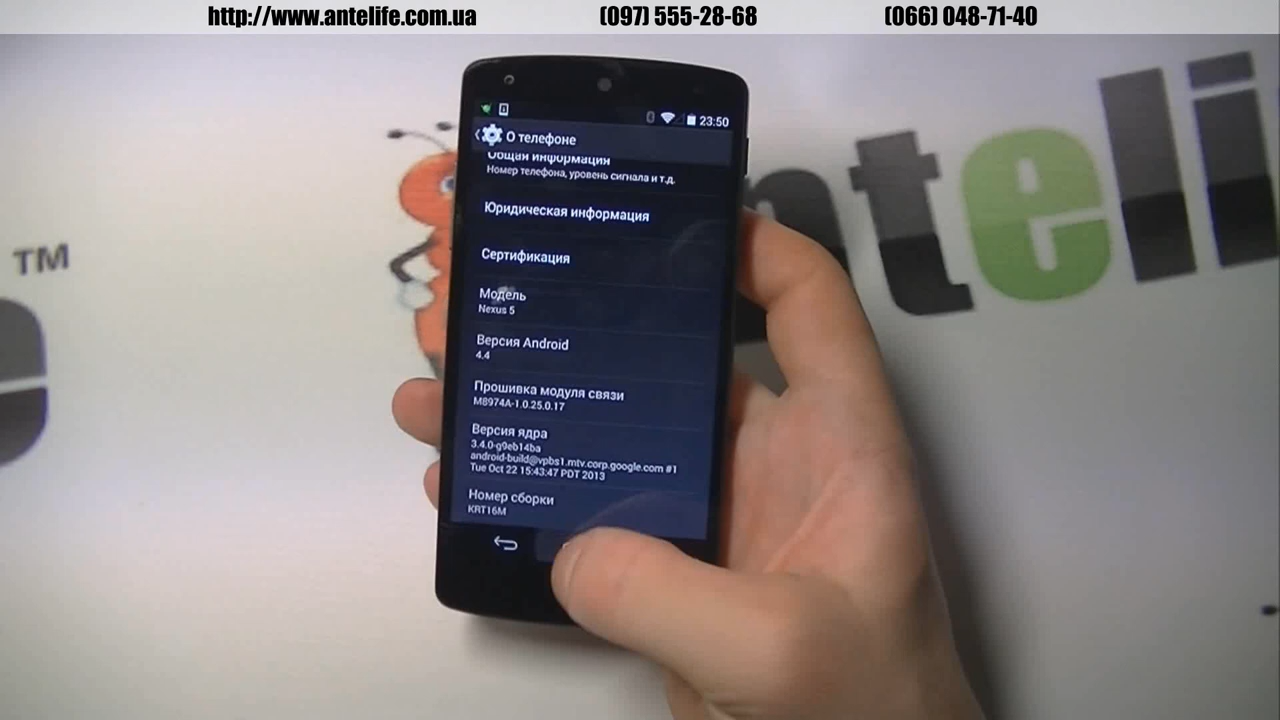 http://www.antelife.com.ua (097) 555-28-68 (066) 048-71-40
23:50
О телефоне
Общая информация
Номер телефона, уровень сигнала и т.д.
Юридическая информация
Сертификация
Модель
Nexus 5
Версия Android
4.4
Прошивка модуля связи
M8974A-1.0.25.0.17
Версия ядра
3.4.0-g9eb14ba
android-build@vpbs1.mtv.corp.google.com #1
Tue Oct 22 15:43:47 PDT 2013
Номер сборки
KRT16M
TM
nteli
e